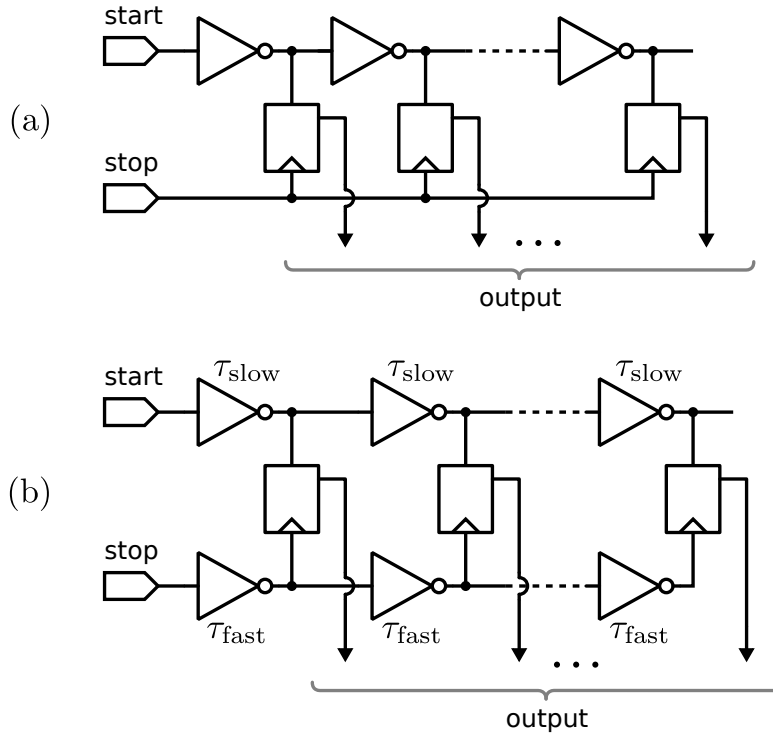 start
(a)
stop
. . .
output
start τslow τslow τslow
(b)
stop
τfast τfast τfast
. . .
output